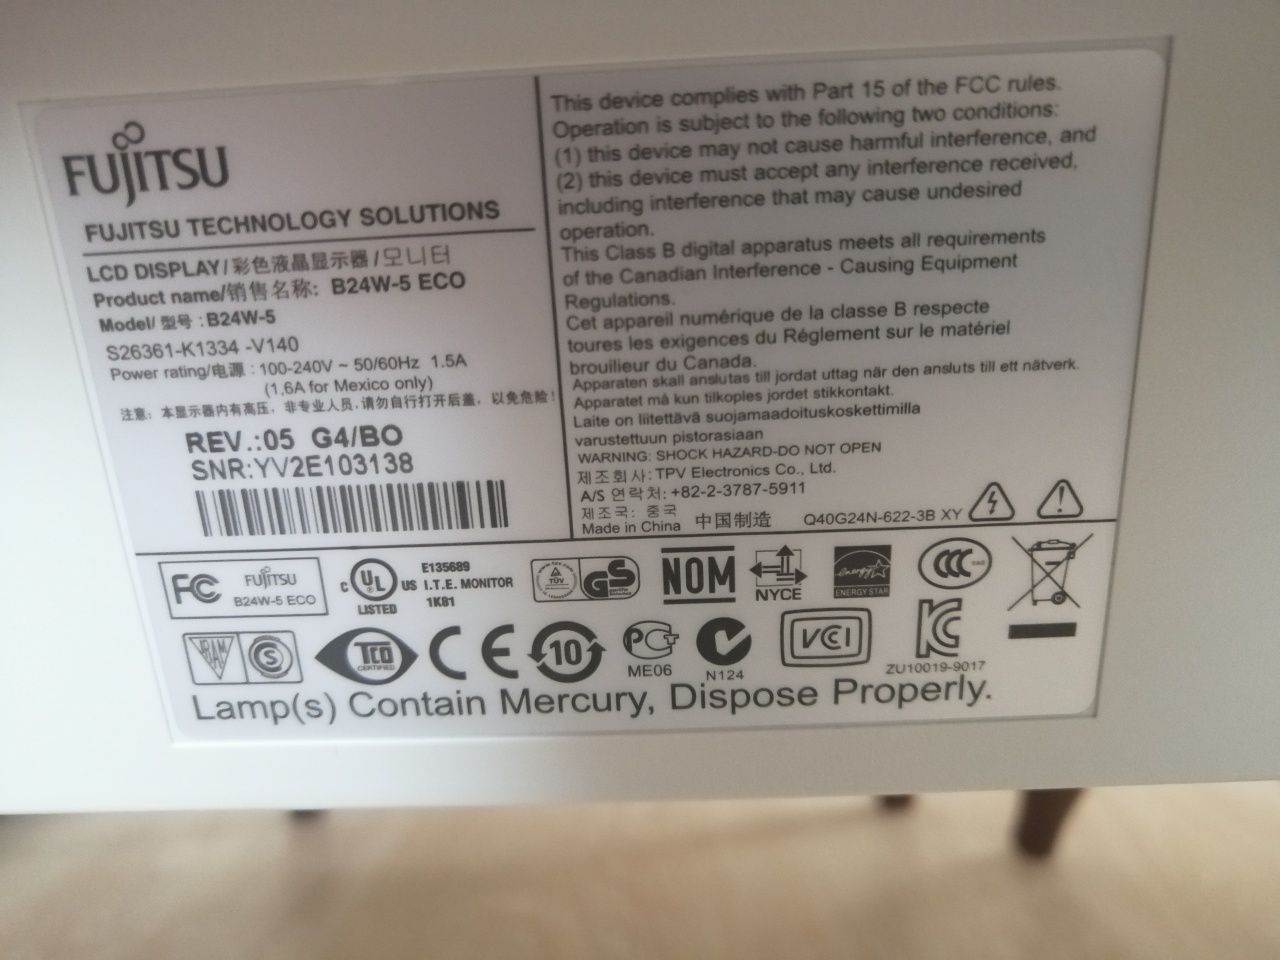 FUJITSU
FUJITSU TECHNOLOGY SOLUTIONS
LCD DISPLAY/彩色液晶显示器/모니터
Product name/销售名称: B24W-5 ECO
Model/ 型号 : B24W-5
S26361-K1334 -V140
Power rating/电源 : 100-240V ~ 50/60Hz 1.5A
(1,6A for Mexico only)
注意: 本显示器内有高压, 非专业人员, 请勿自行打开后盖, 以免危险!
REV.:05 G4/BO
SNR:YV2E103138
This device complies with Part 15 of the FCC rules.
Operation is subject to the following two conditions:
(1) this device may not cause harmful interference, and
(2) this device must accept any interference received,
including interference that may cause undesired
operation.
This Class B digital apparatus meets all requirements
of the Canadian Interference - Causing Equipment
Regulations.
Cet appareil numérique de la classe B respecte
toures les exigences du Réglement sur le matériel
brouilieur du Canada.
Apparaten skall anslutas till jordat uttag när den ansluts till ett nätverk.
Apparatet må kun tilkoples jordet stikkontakt.
Laite on liitettävä suojamaadoituskoskettimilla
varustettuun pistorasiaan
WARNING: SHOCK HAZARD-DO NOT OPEN
제조회사: TPV Electronics Co., Ltd.
A/S 연락처: +82-2-3787-5911
제조국: 중국
Made in China 中国制造 Q40G24N-622-3B XY
FC FUJITSU
B24W-5 ECO
C UL US
LISTED
E135689
I.T.E. MONITOR
1K81
TÜV GS
NOM
NYCE
energy
ENERGY STAR
CCC
S
TCO
CERTIFIED
CE
10
PCT
ME06
N124
VCCI
KC
ZU10019-9017
Lamp(s) Contain Mercury, Dispose Properly.